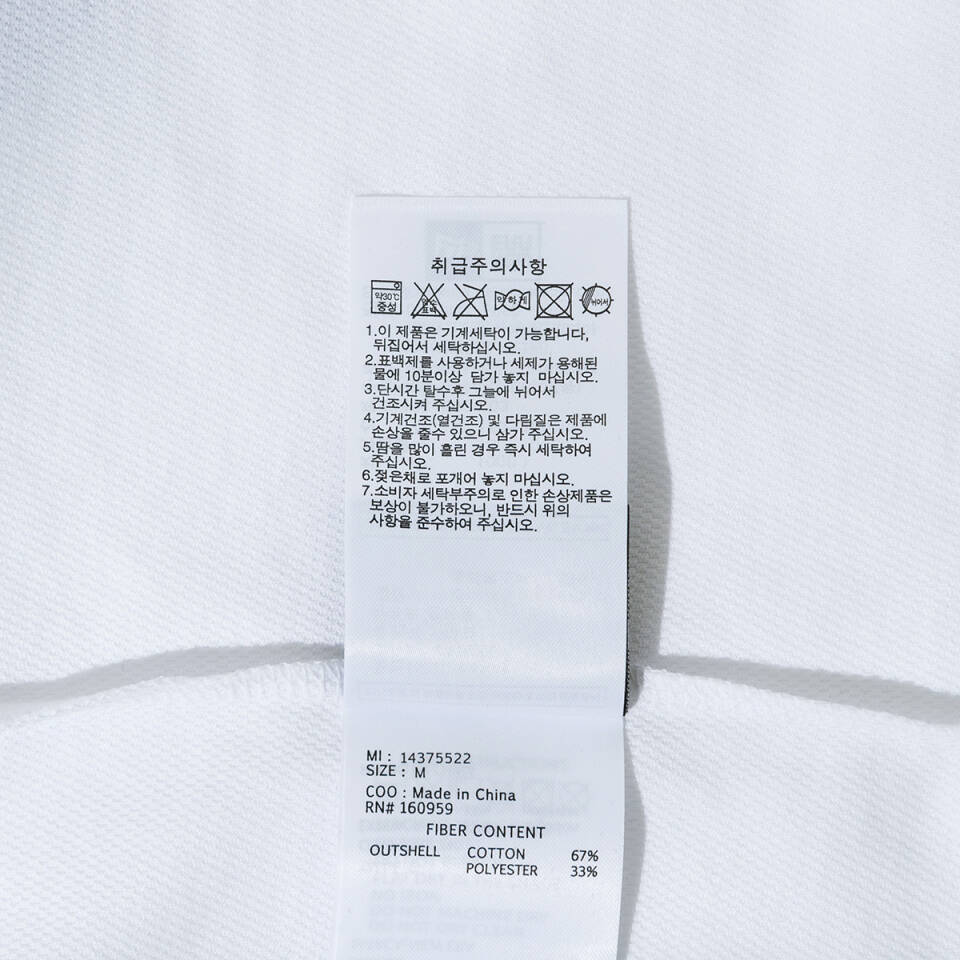 취급주의사항
약30℃
중성
염소
표백
약하게
뉘어서
1.이 제품은 기계세탁이 가능합니다,
뒤집어서 세탁하십시오.
2.표백제를 사용하거나 세제가 용해된
물에 10분이상 담가 놓지 마십시오.
3.단시간 탈수후 그늘에 뉘어서
건조시켜 주십시오.
4.기계건조(열건조) 및 다림질은 제품에
손상을 줄수 있으니 삼가 주십시오.
5.땀을 많이 흘린 경우 즉시 세탁하여
주십시오.
6.젖은채로 포개어 놓지 마십시오.
7.소비자 세탁부주의로 인한 손상제품은
보상이 불가하오니, 반드시 위의
사항을 준수하여 주십시오.
MI : 14375522
SIZE : M
COO : Made in China
RN# 160959
FIBER CONTENT
OUTSHELL COTTON 67%
POLYESTER 33%